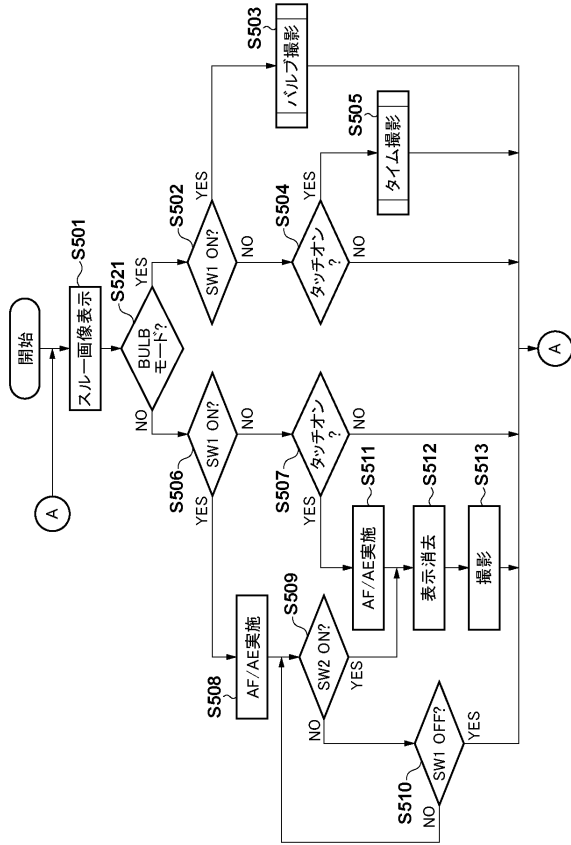 開始
A
S501
スルー画像表示
S521
BULB
モード?
NO
YES
S506
SW1 ON?
YES
NO
S502
SW1 ON?
YES
NO
S503
バルブ撮影
S507
タッチオン
?
YES
NO
S504
タッチオン
?
YES
NO
S505
タイム撮影
S508
AF/AE実施
S509
SW2 ON?
NO
YES
S511
AF/AE実施
S512
表示消去
S513
撮影
S510
SW1 OFF?
NO
YES
A